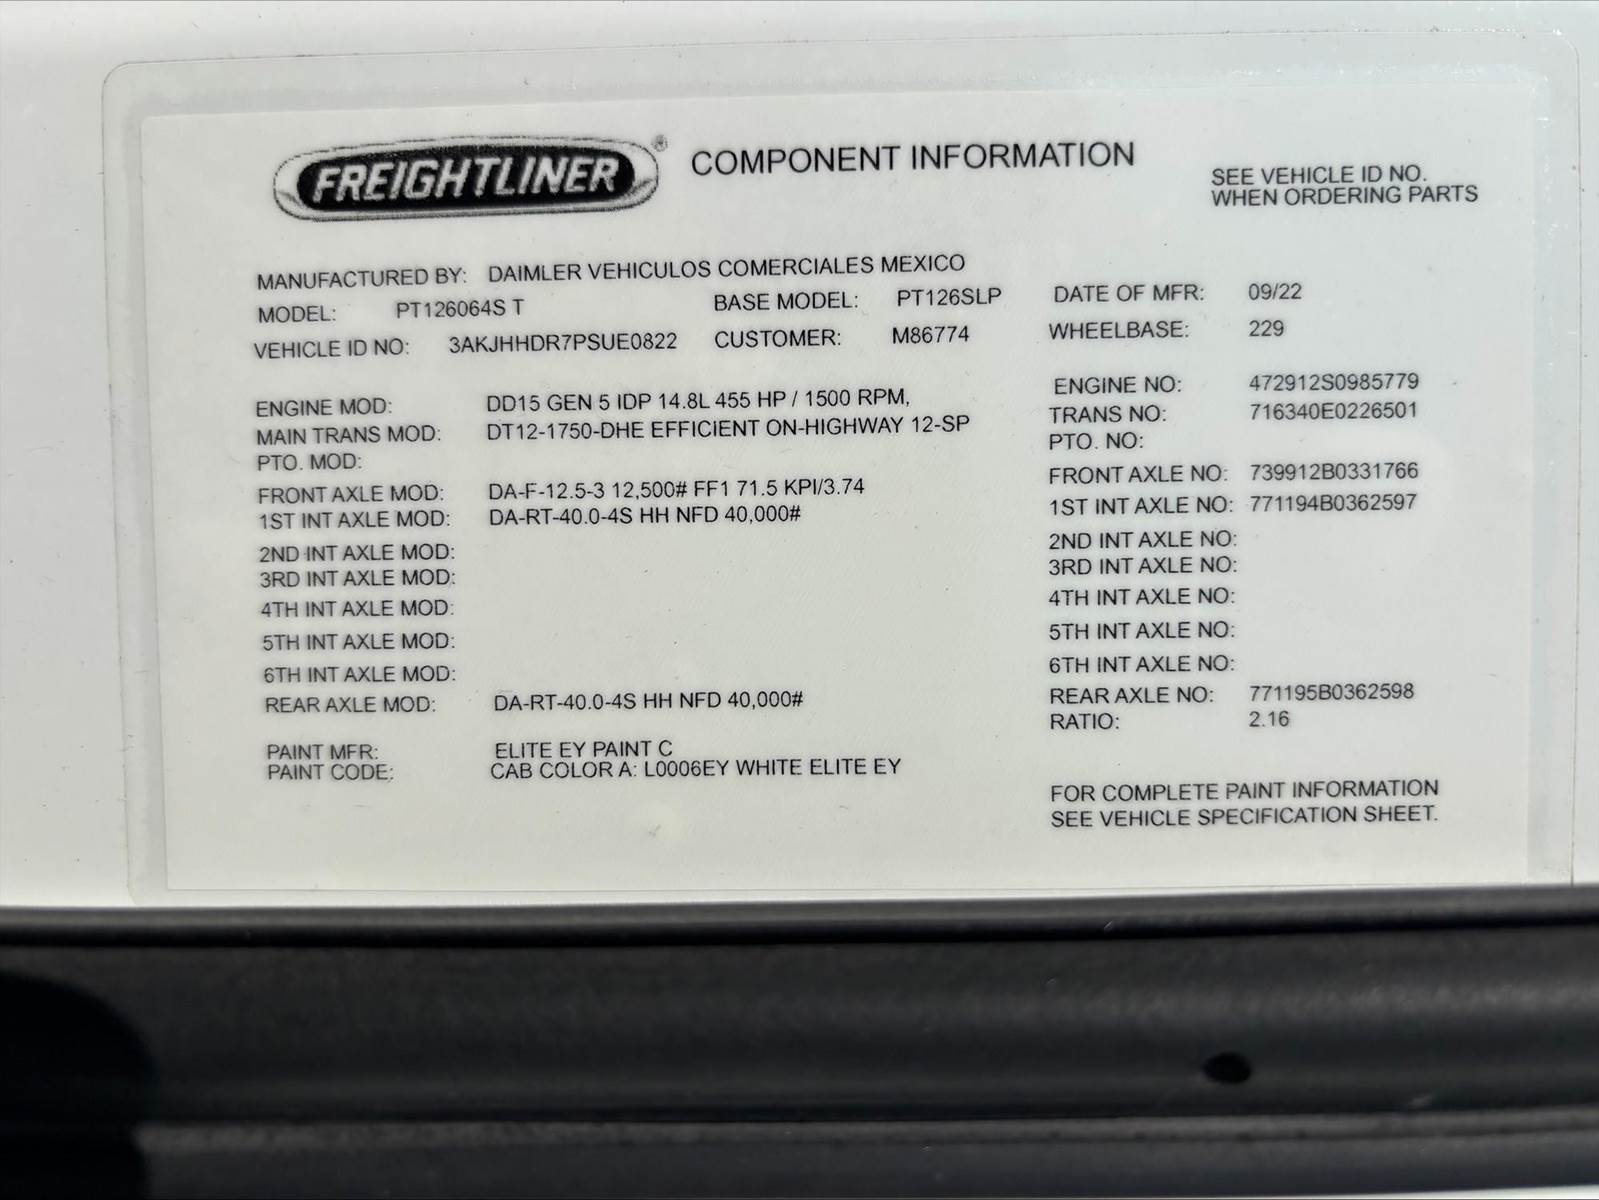 FREIGHTLINER® COMPONENT INFORMATION
SEE VEHICLE ID NO.
WHEN ORDERING PARTS
MANUFACTURED BY: DAIMLER VEHICULOS COMERCIALES MEXICO
MODEL: PT126064S T BASE MODEL: PT126SLP DATE OF MFR: 09/22
VEHICLE ID NO: 3AKJHHDR7PSUE0822 CUSTOMER: M86774 WHEELBASE: 229
ENGINE MOD: DD15 GEN 5 IDP 14.8L 455 HP / 1500 RPM, ENGINE NO: 472912S0985779
MAIN TRANS MOD: DT12-1750-DHE EFFICIENT ON-HIGHWAY 12-SP TRANS NO: 716340E0226501
PTO. MOD: PTO. NO:
FRONT AXLE MOD: DA-F-12.5-3 12,500# FF1 71.5 KPI/3.74 FRONT AXLE NO: 739912B0331766
1ST INT AXLE MOD: DA-RT-40.0-4S HH NFD 40,000# 1ST INT AXLE NO: 771194B0362597
2ND INT AXLE MOD: 2ND INT AXLE NO:
3RD INT AXLE MOD: 3RD INT AXLE NO:
4TH INT AXLE MOD: 4TH INT AXLE NO:
5TH INT AXLE MOD: 5TH INT AXLE NO:
6TH INT AXLE MOD: 6TH INT AXLE NO:
REAR AXLE MOD: DA-RT-40.0-4S HH NFD 40,000# REAR AXLE NO: 771195B0362598
RATIO: 2.16
PAINT MFR: ELITE EY PAINT C
PAINT CODE: CAB COLOR A: L0006EY WHITE ELITE EY
FOR COMPLETE PAINT INFORMATION
SEE VEHICLE SPECIFICATION SHEET.